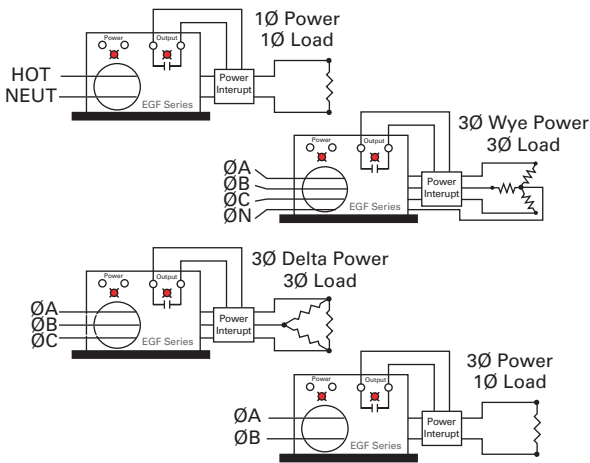 1Ø Power
1Ø Load
Power
Output
HOT
NEUT
Power
Interupt
EGF Series
3Ø Wye Power
3Ø Load
Power
Output
ØA
ØB
ØC
ØN
Power
Interupt
EGF Series
3Ø Delta Power
3Ø Load
Power
Output
ØA
ØB
ØC
Power
Interupt
EGF Series
3Ø Power
1Ø Load
Power
Output
ØA
ØB
Power
Interupt
EGF Series